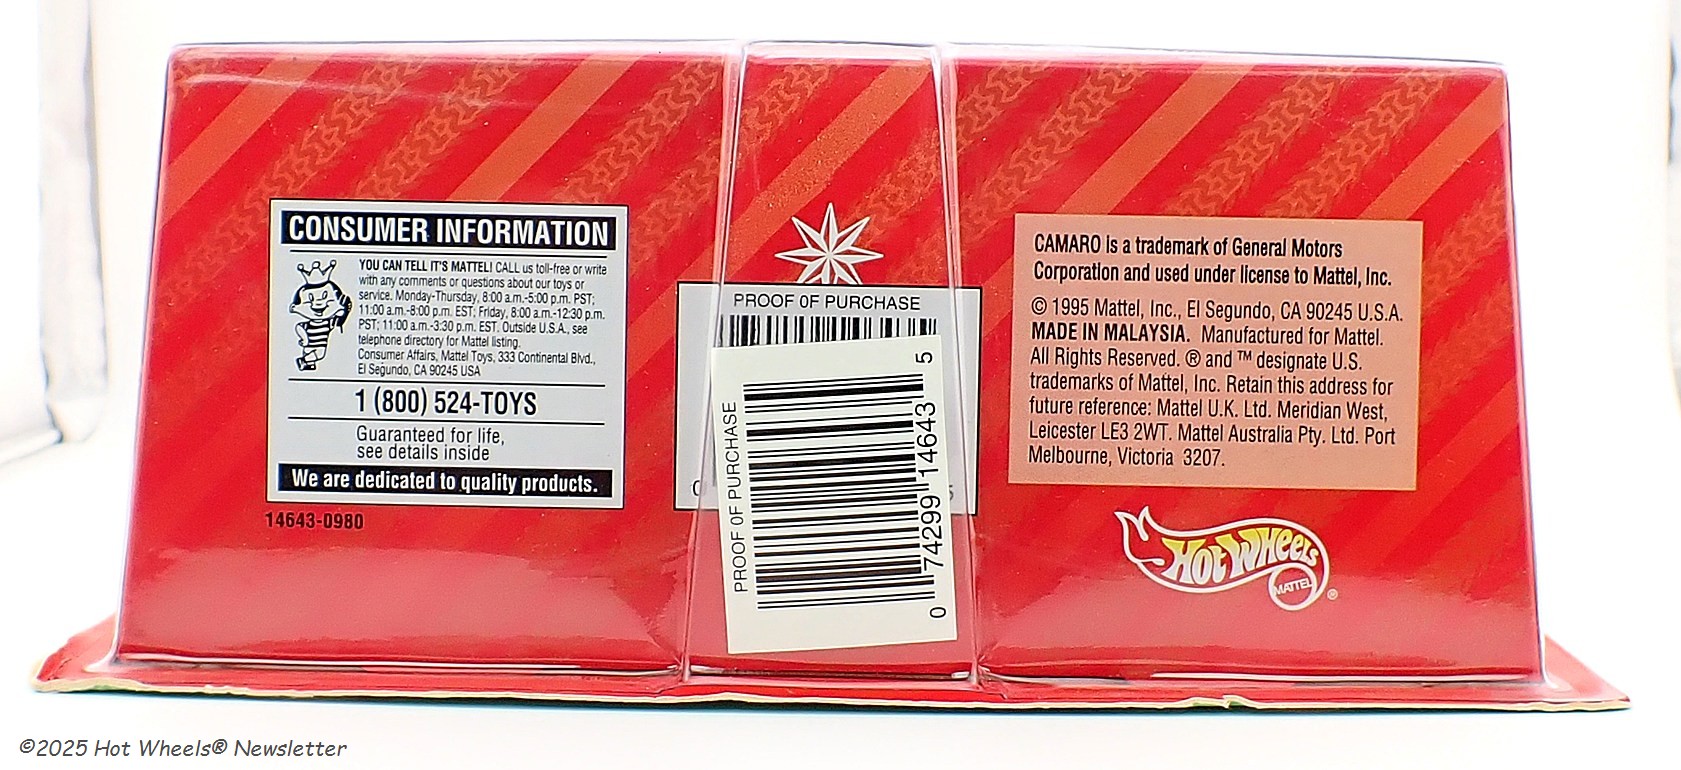 CONSUMER INFORMATION
YOU CAN TELL IT'S MATTEL! CALL us toll-free or write
with any comments or questions about our toys or
service. Monday-Thursday, 8:00 a.m.-5:00 p.m. PST;
11:00 a.m.-8:00 p.m. EST; Friday, 8:00 a.m.-12:30 p.m.
PST; 11:00 a.m.-3:30 p.m. EST. Outside U.S.A., see
telephone directory for Mattel listing.
Consumer Affairs, Mattel Toys, 333 Continental Blvd.,
El Segundo, CA 90245 USA
1 (800) 524-TOYS
Guaranteed for life,
see details inside
We are dedicated to quality products.
14643-0980
PROOF OF PURCHASE
PROOF OF PURCHASE
0 74299 14643 5
CAMARO is a trademark of General Motors
Corporation and used under license to Mattel, Inc.
© 1995 Mattel, Inc., El Segundo, CA 90245 U.S.A.
MADE IN MALAYSIA. Manufactured for Mattel.
All Rights Reserved. ® and ™ designate U.S.
trademarks of Mattel, Inc. Retain this address for
future reference: Mattel U.K. Ltd. Meridian West,
Leicester LE3 2WT. Mattel Australia Pty. Ltd. Port
Melbourne, Victoria 3207.
Hot Wheels
MATTEL ®
©2025 Hot Wheels® Newsletter